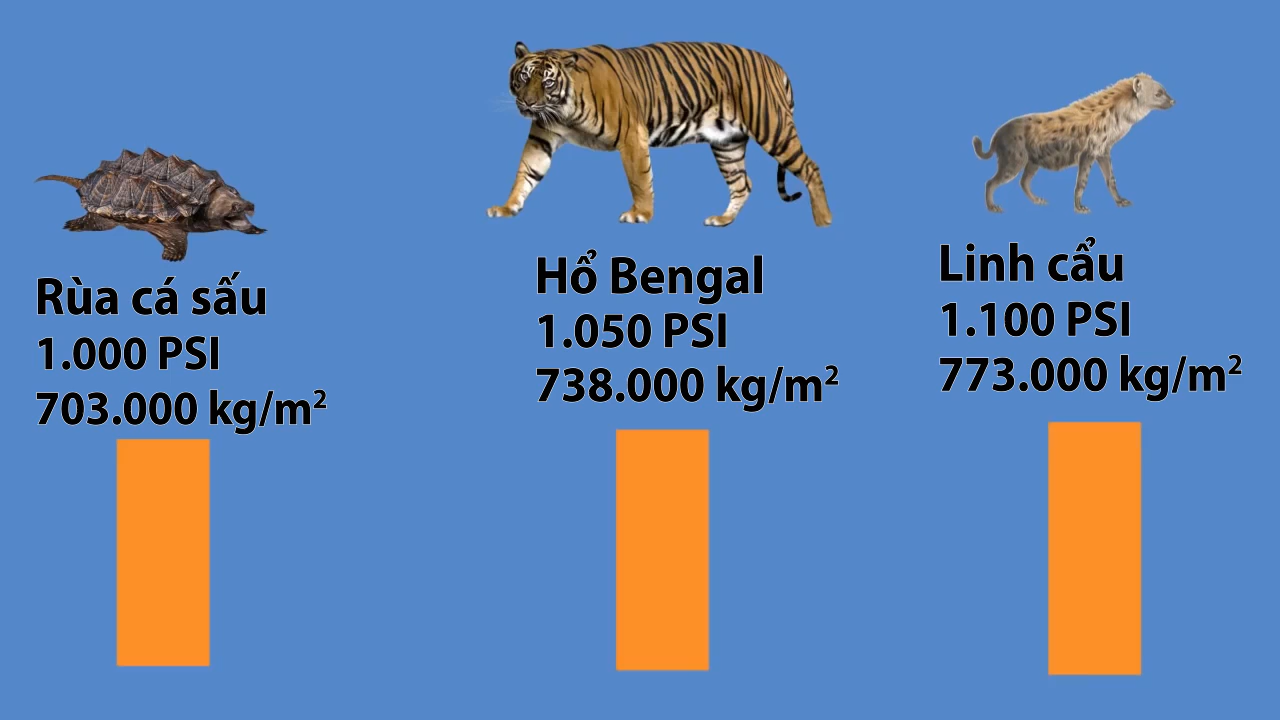 Rùa cá sấu
1.000 PSI
703.000 kg/m²
Hổ Bengal
1.050 PSI
738.000 kg/m²
Linh cẩu
1.100 PSI
773.000 kg/m²